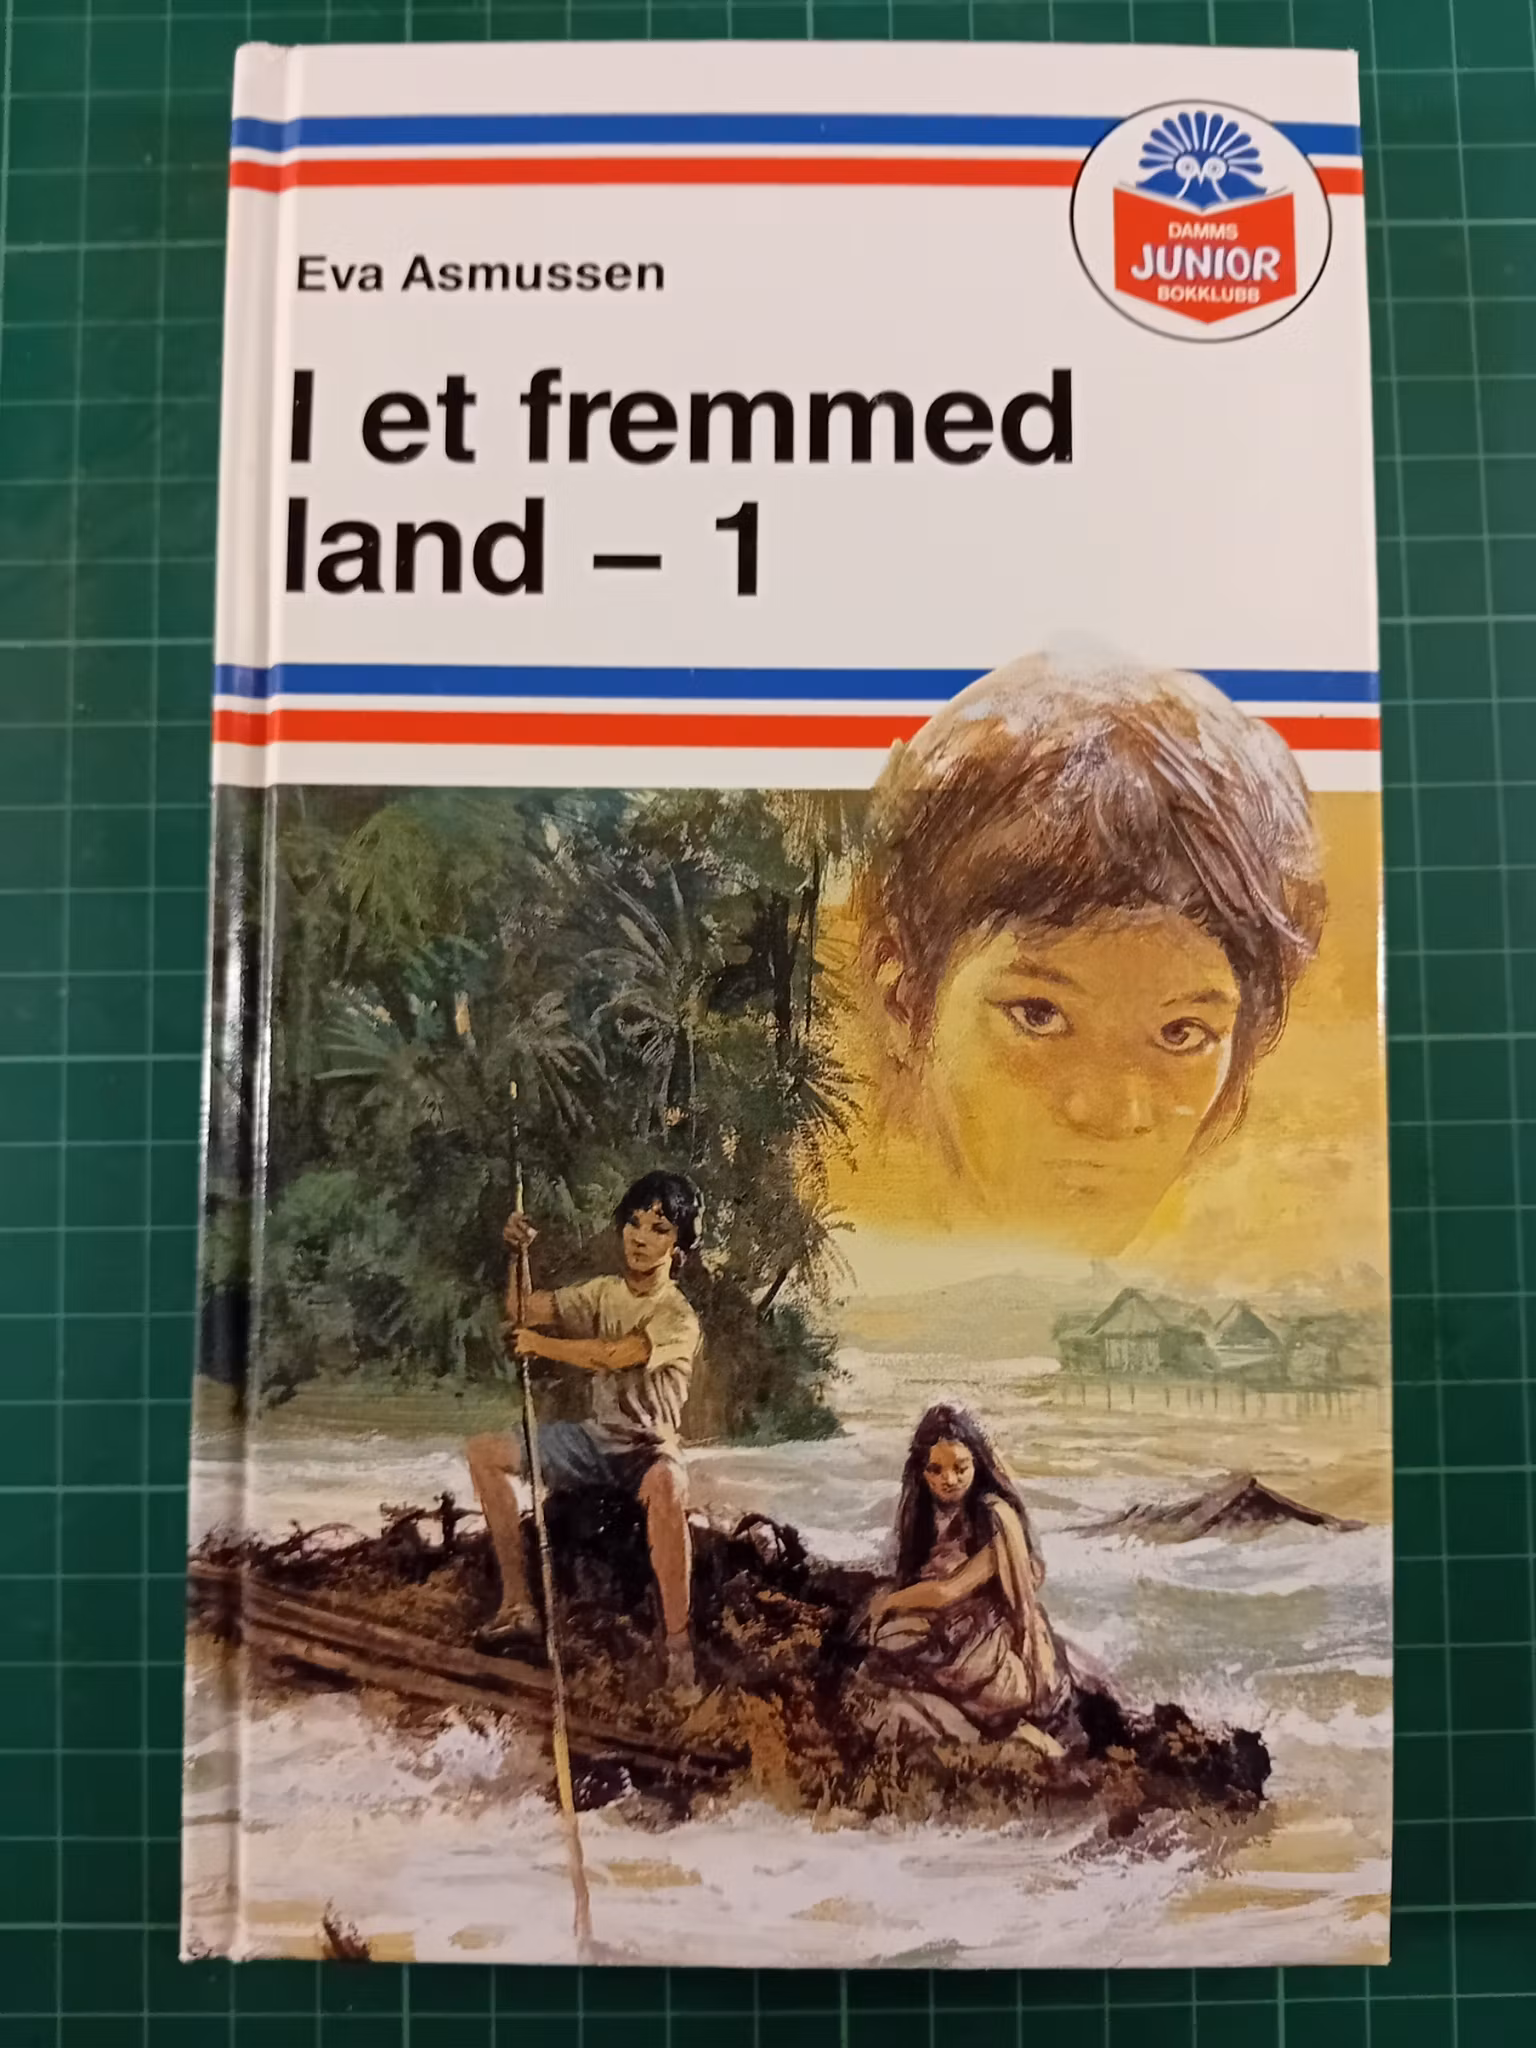 DAMMS
JUNIOR
BOKKLUBB
Eva Asmussen
I et fremmed
land – 1